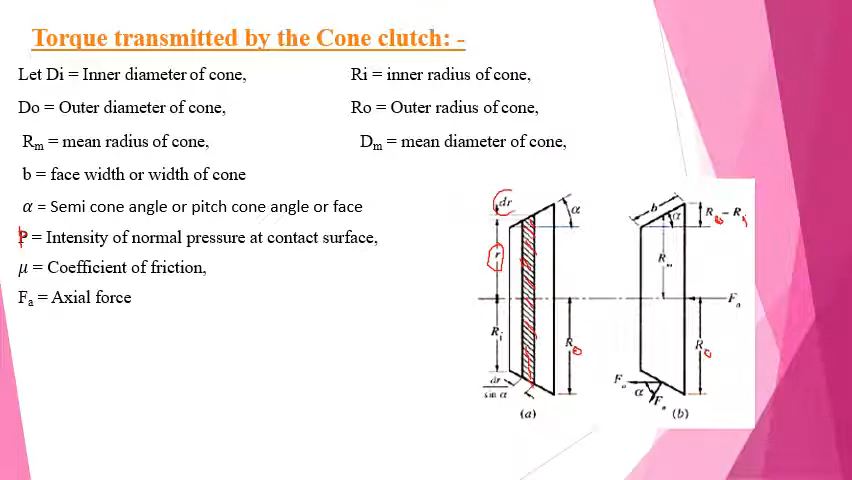 Torque transmitted by the Cone clutch: -
Let Di = Inner diameter of cone,
Ri = inner radius of cone,
Do = Outer diameter of cone,
Ro = Outer radius of cone,
Rm = mean radius of cone,
Dm = mean diameter of cone,
b = face width or width of cone
α = Semi cone angle or pitch cone angle or face
P = Intensity of normal pressure at contact surface,
μ = Coefficient of friction,
Fa = Axial force
dr
α
r
Ri
Ro
dr
sin α
(a)
b
α
Ro – Ri
Rm
Fa
Ro
Fa
α
Fn
(b)